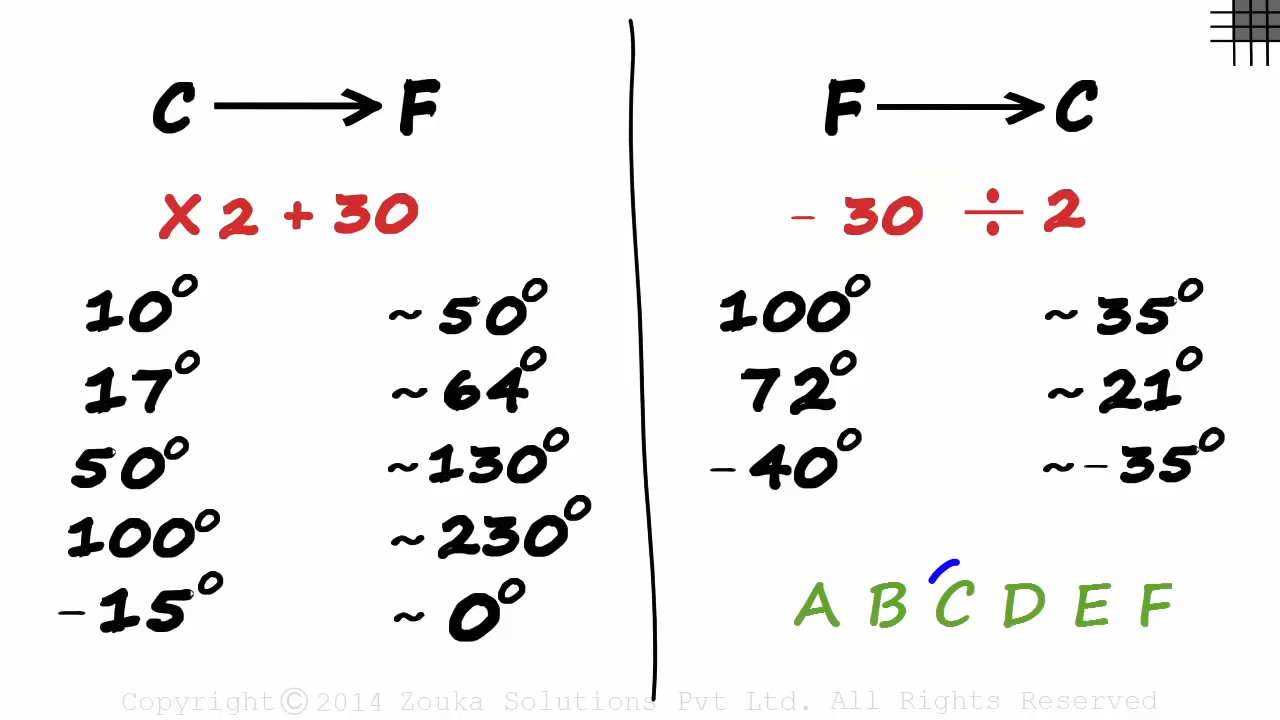 C → F
× 2 + 30
10° ~ 50°
17° ~ 64°
50° ~ 130°
100° ~ 230°
- 15° ~ 0°
F → C
- 30 ÷ 2
100° ~ 35°
72° ~ 21°
- 40° ~ - 35°
A B C D E F
Copyright©2014 Zouka Solutions Pvt Ltd. All Rights Reserved